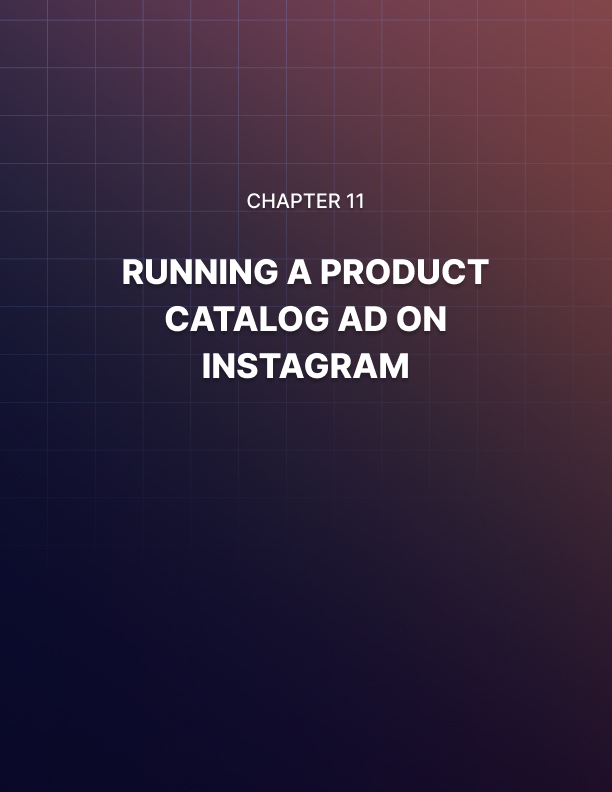 CHAPTER 11
RUNNING A PRODUCT
CATALOG AD ON
INSTAGRAM